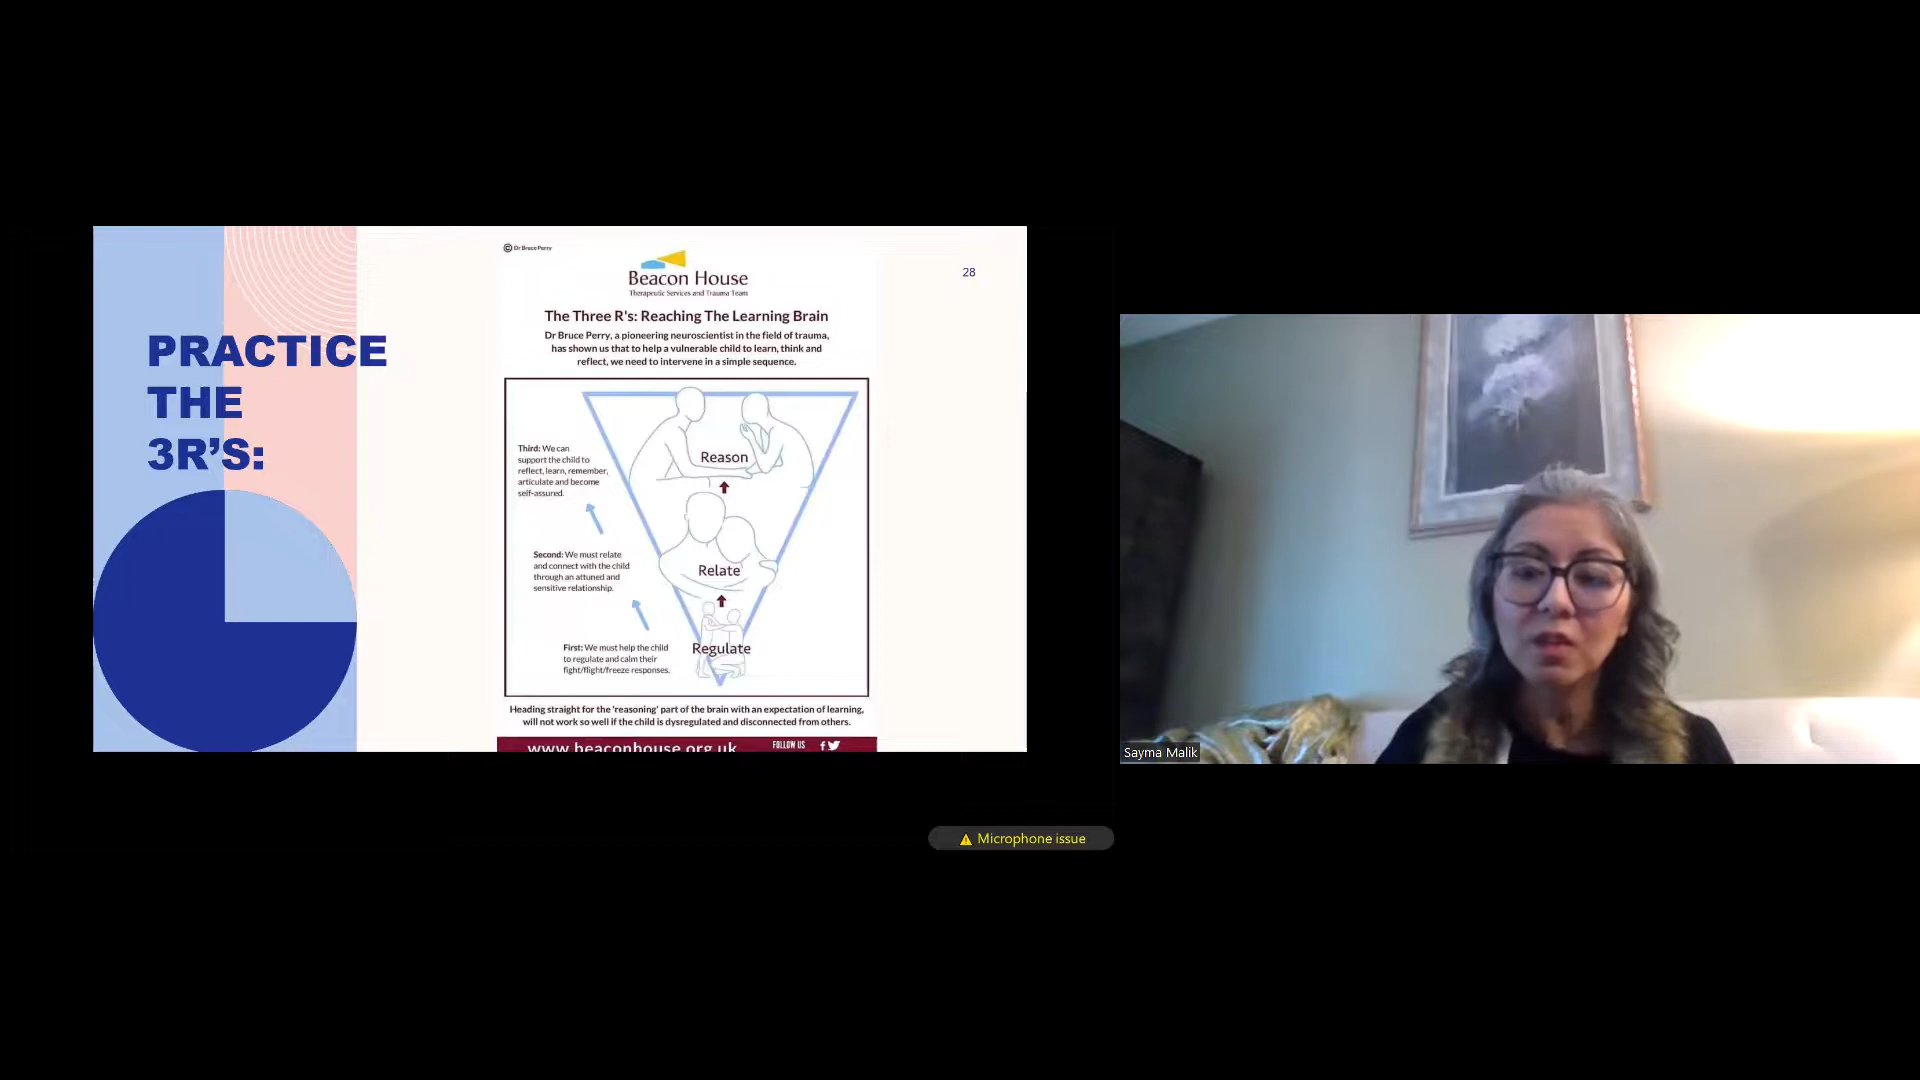 PRACTICE
THE
3R’S:
© Dr Bruce Perry
Beacon House
Therapeutic Services and Trauma Team
28
The Three R's: Reaching The Learning Brain
Dr Bruce Perry, a pioneering neuroscientist in the field of trauma,
has shown us that to help a vulnerable child to learn, think and
reflect, we need to intervene in a simple sequence.
Reason
Third: We can
support the child to
reflect, learn, remember,
articulate and become
self-assured.
Relate
Second: We must relate
and connect with the child
through an attuned and
sensitive relationship.
Regulate
First: We must help the child
to regulate and calm their
fight/flight/freeze responses.
Heading straight for the 'reasoning' part of the brain with an expectation of learning,
will not work so well if the child is dysregulated and disconnected from others.
www.beaconhouse.org.uk
FOLLOW US
Sayma Malik
Microphone issue